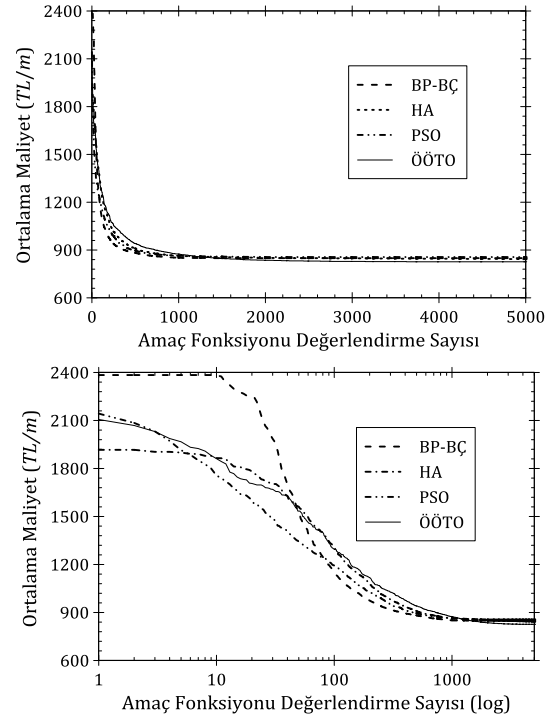 2400
2100
1800
1500
1200
900
600
Ortalama Maliyet (TL/m)
BP-BÇ
HA
PSO
ÖÖTO
0 1000 2000 3000 4000 5000
Amaç Fonksiyonu Değerlendirme Sayısı
2400
2100
1800
1500
1200
900
600
Ortalama Maliyet (TL/m)
BP-BÇ
HA
PSO
ÖÖTO
1 10 100 1000
Amaç Fonksiyonu Değerlendirme Sayısı (log)